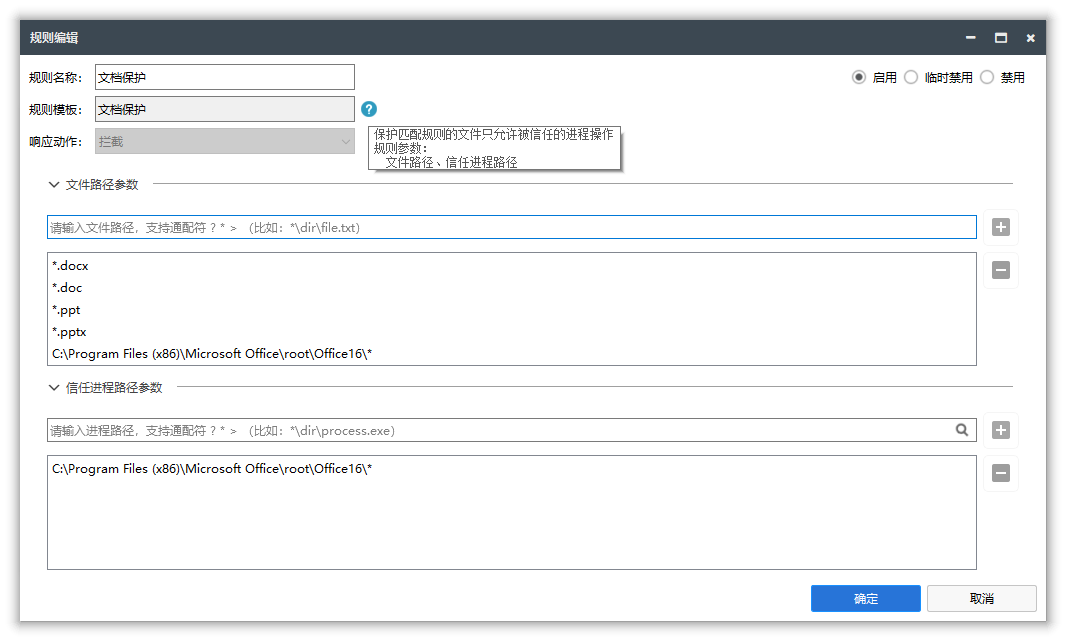 规则编辑
规则名称： 文档保护
启用 临时禁用 禁用
规则模板： 文档保护 ?
响应动作： 拦截
保护匹配规则的文件只允许被信任的进程操作
规则参数：
文件路径、信任进程路径
文件路径参数
请输入文件路径，支持通配符 ? * > （比如：*\dir\file.txt)
*.docx
*.doc
*.ppt
*.pptx
C:\Program Files (x86)\Microsoft Office\root\Office16\*
信任进程路径参数
请输入进程路径，支持通配符 ? * > （比如：*\dir\process.exe)
C:\Program Files (x86)\Microsoft Office\root\Office16\*
确定 取消